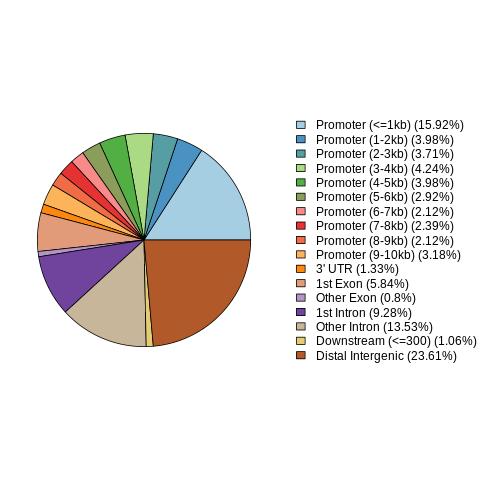 Promoter (<=1kb) (15.92%)
Promoter (1-2kb) (3.98%)
Promoter (2-3kb) (3.71%)
Promoter (3-4kb) (4.24%)
Promoter (4-5kb) (3.98%)
Promoter (5-6kb) (2.92%)
Promoter (6-7kb) (2.12%)
Promoter (7-8kb) (2.39%)
Promoter (8-9kb) (2.12%)
Promoter (9-10kb) (3.18%)
3' UTR (1.33%)
1st Exon (5.84%)
Other Exon (0.8%)
1st Intron (9.28%)
Other Intron (13.53%)
Downstream (<=300) (1.06%)
Distal Intergenic (23.61%)